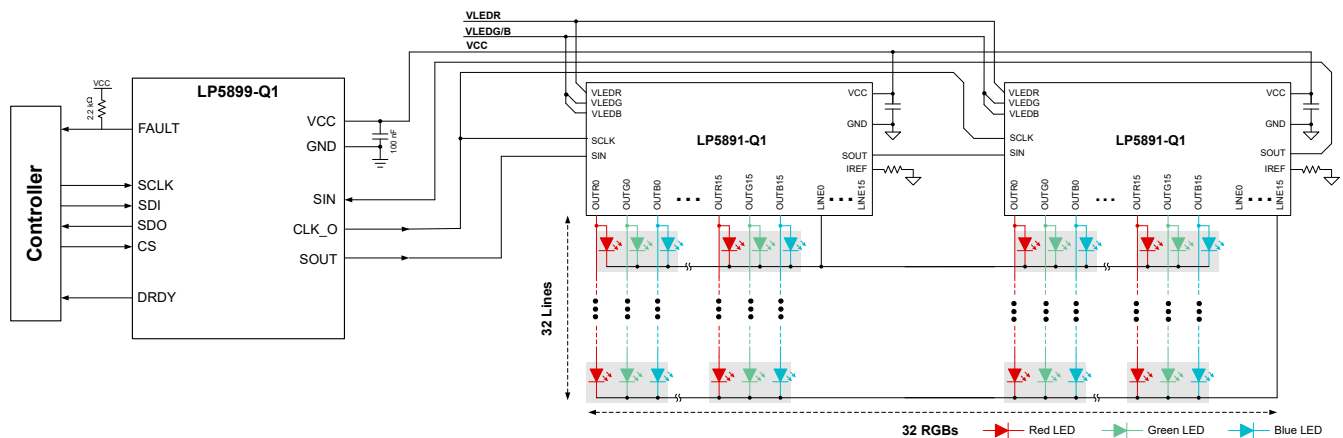 VLEDR
VLEDG/B
VCC
Controller
VCC
2.2 kΩ
LP5899-Q1
FAULT
SCLK
SDI
SDO
CS
DRDY
VCC
GND
100 nF
SIN
CLK_O
SOUT
VLEDR
VLEDG
VLEDB
SCLK
SIN
LP5891-Q1
VCC
GND
SOUT
IREF
OUTR0
OUTG0
OUTB0
OUTR15
OUTG15
OUTB15
LINE0
LINE15
VLEDR
VLEDG
VLEDB
SCLK
SIN
LP5891-Q1
VCC
GND
SOUT
IREF
OUTR0
OUTG0
OUTB0
OUTR15
OUTG15
OUTB15
LINE0
LINE15
32 Lines
32 RGBs
Red LED
Green LED
Blue LED